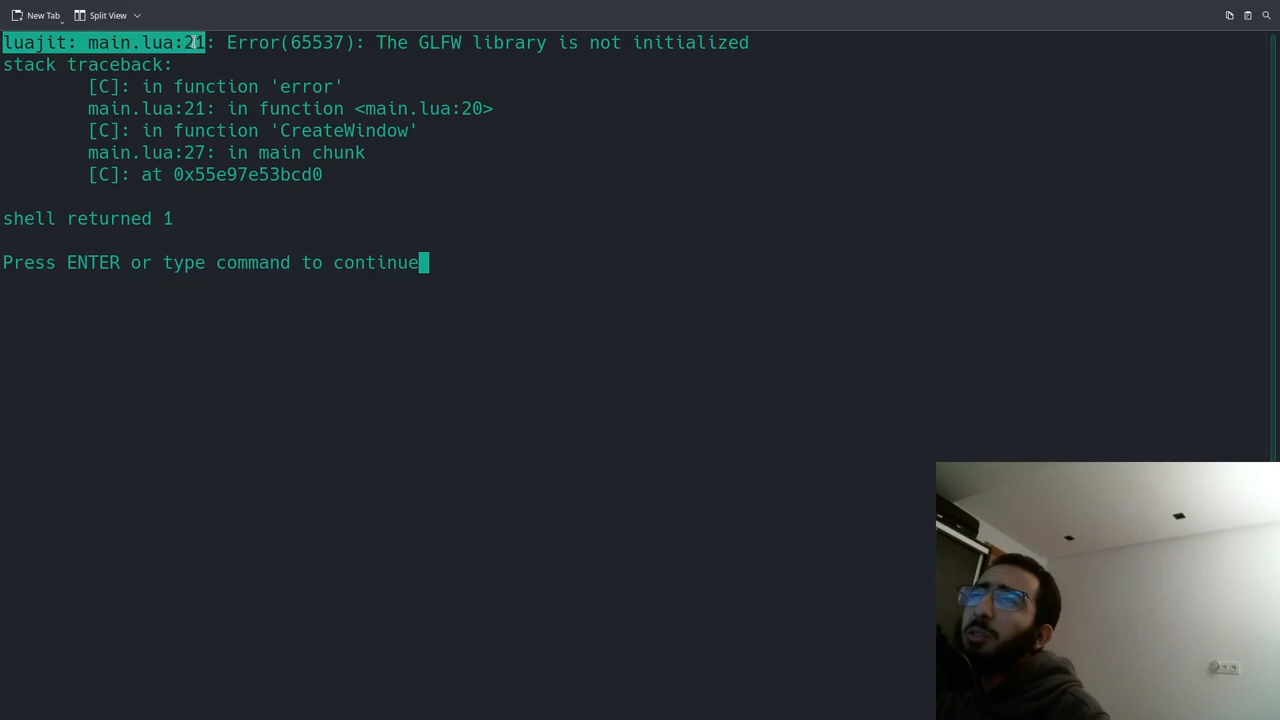 New Tab
Split View
luajit: main.lua:21: Error(65537): The GLFW library is not initialized
stack traceback:
[C]: in function 'error'
main.lua:21: in function <main.lua:20>
[C]: in function 'CreateWindow'
main.lua:27: in main chunk
[C]: at 0x55e97e53bcd0
shell returned 1
Press ENTER or type command to continue